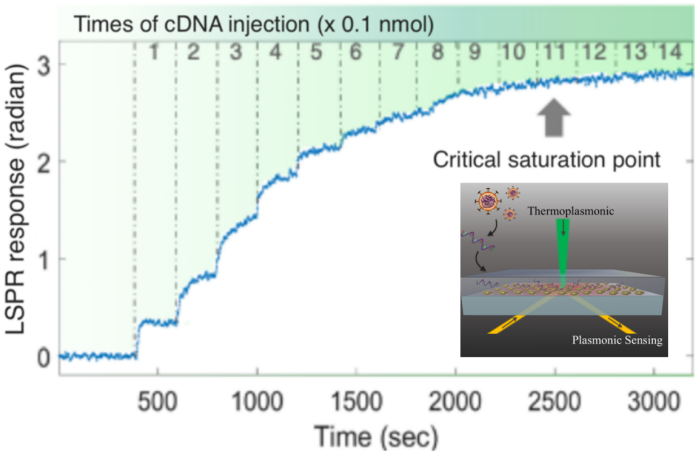 Times of cDNA injection (x 0.1 nmol)
1 2 3 4 5 6 7 8 9 10 11 12 13 14
3
2
1
0
LSPR response (radian)
Critical saturation point
Thermoplasmonic
Plasmonic Sensing
500 1000 1500 2000 2500 3000
Time (sec)